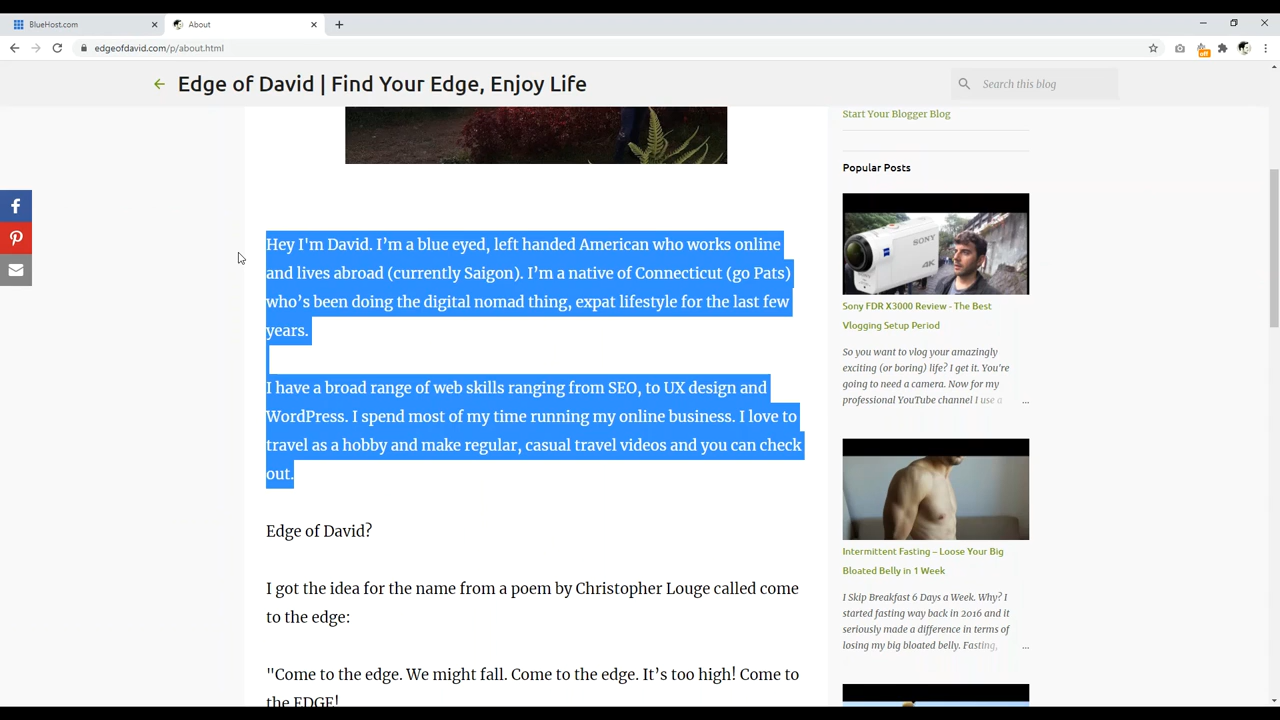 BlueHost.com
About
edgeofdavid.com/p/about.html
off
Edge of David | Find Your Edge, Enjoy Life
Search this blog
Hey I'm David. I’m a blue eyed, left handed American who works online
and lives abroad (currently Saigon). I’m a native of Connecticut (go Pats)
who’s been doing the digital nomad thing, expat lifestyle for the last few
years.
I have a broad range of web skills ranging from SEO, to UX design and
WordPress. I spend most of my time running my online business. I love to
travel as a hobby and make regular, casual travel videos and you can check
out.
Edge of David?
I got the idea for the name from a poem by Christopher Louge called come
to the edge:
"Come to the edge. We might fall. Come to the edge. It’s too high! Come to
the EDGE!
Start Your Blogger Blog
Popular Posts
SONY
4K
Sony FDR X3000 Review - The Best
Vlogging Setup Period
So you want to vlog your amazingly
exciting (or boring) life? I get it. You’re
going to need a camera. Now for my
professional YouTube channel I use a ...
Intermittent Fasting – Loose Your Big
Bloated Belly in 1 Week
I Skip Breakfast 6 Days a Week. Why? I
started fasting way back in 2016 and it
seriously made a difference in terms of
losing my big bloated belly. Fasting, ...